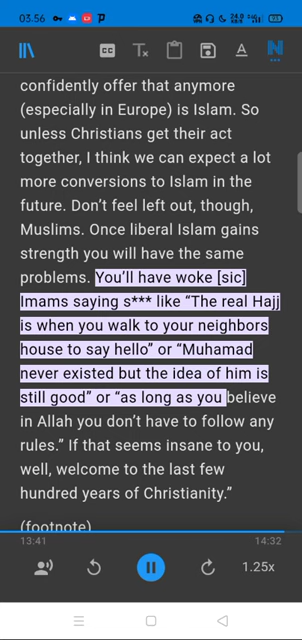 03.56
24.0
KB/S
5G
51
CC
T
A
N
confidently offer that anymore
(especially in Europe) is Islam. So
unless Christians get their act
together, I think we can expect a lot
more conversions to Islam in the
future. Don’t feel left out, though,
Muslims. Once liberal Islam gains
strength you will have the same
problems. You’ll have woke [sic]
Imams saying s*** like “The real Hajj
is when you walk to your neighbors
house to say hello” or “Muhamad
never existed but the idea of him is
still good” or “as long as you believe
in Allah you don’t have to follow any
rules.” If that seems insane to you,
well, welcome to the last few
hundred years of Christianity.”
(footnote)
13:41
14:32
1.25x